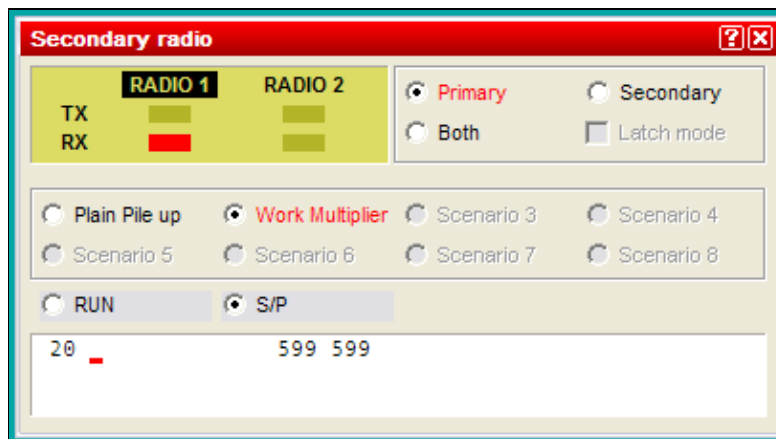 Secondary radio
RADIO 1 RADIO 2
TX
RX
Primary Secondary
Both Latch mode
Plain Pile up Work Multiplier Scenario 3 Scenario 4
Scenario 5 Scenario 6 Scenario 7 Scenario 8
RUN S/P
20 599 599